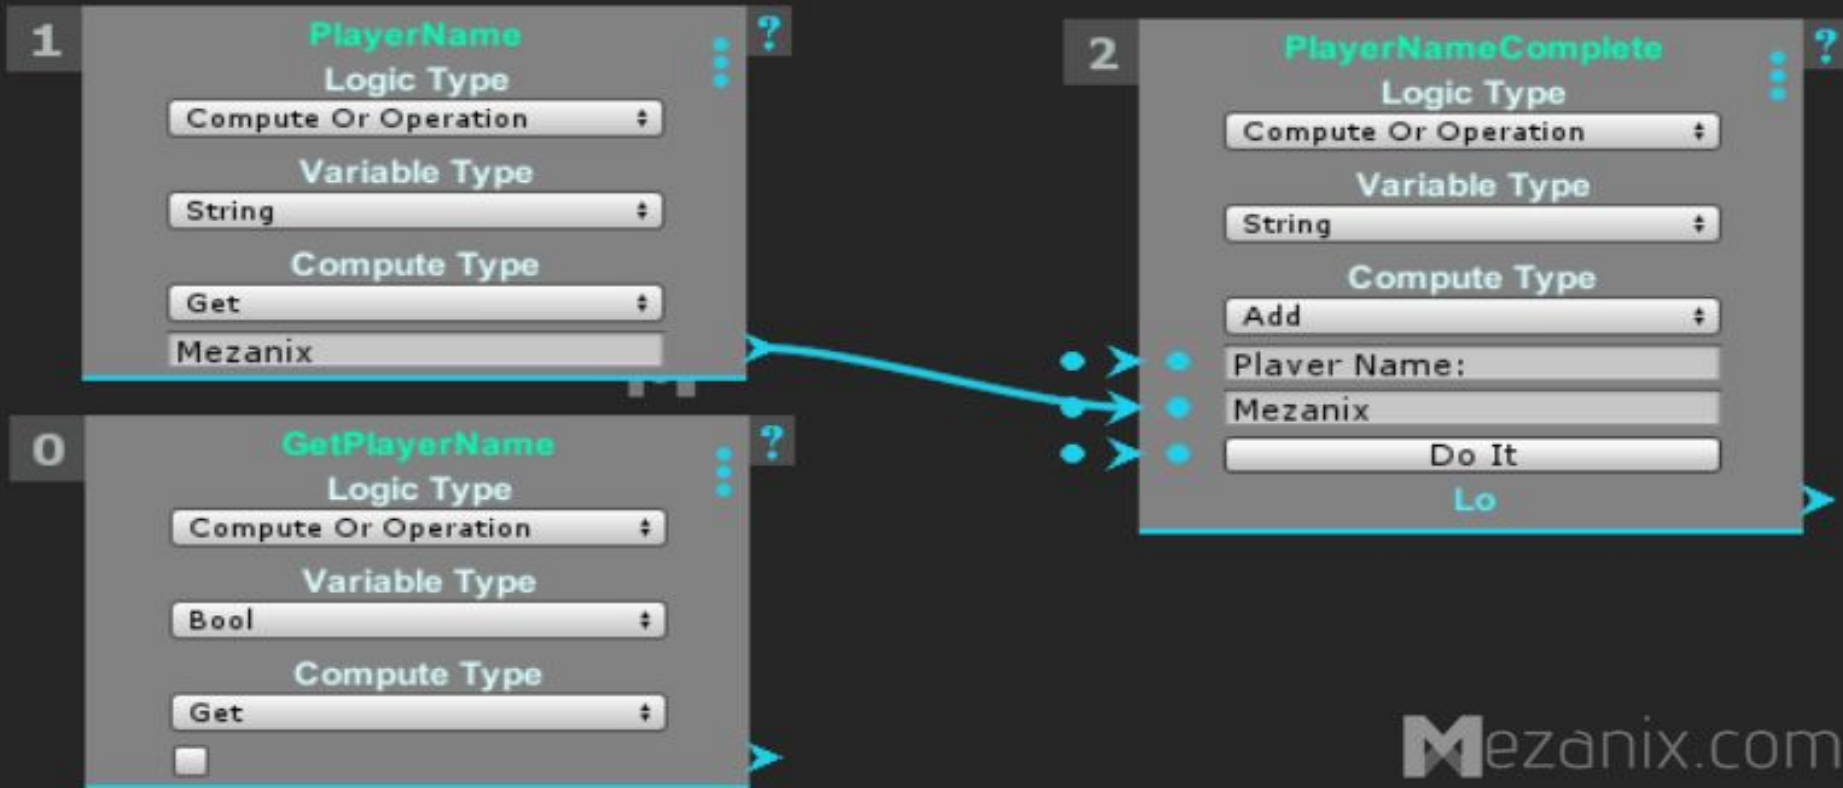 1
PlayerName
?
Logic Type
Compute Or Operation
Variable Type
String
Compute Type
Get
Mezanix
0
GetPlayerName
?
Logic Type
Compute Or Operation
Variable Type
Bool
Compute Type
Get
2
PlayerNameComplete
?
Logic Type
Compute Or Operation
Variable Type
String
Compute Type
Add
Player Name:
Mezanix
Do It
Lo
Mezanix.com